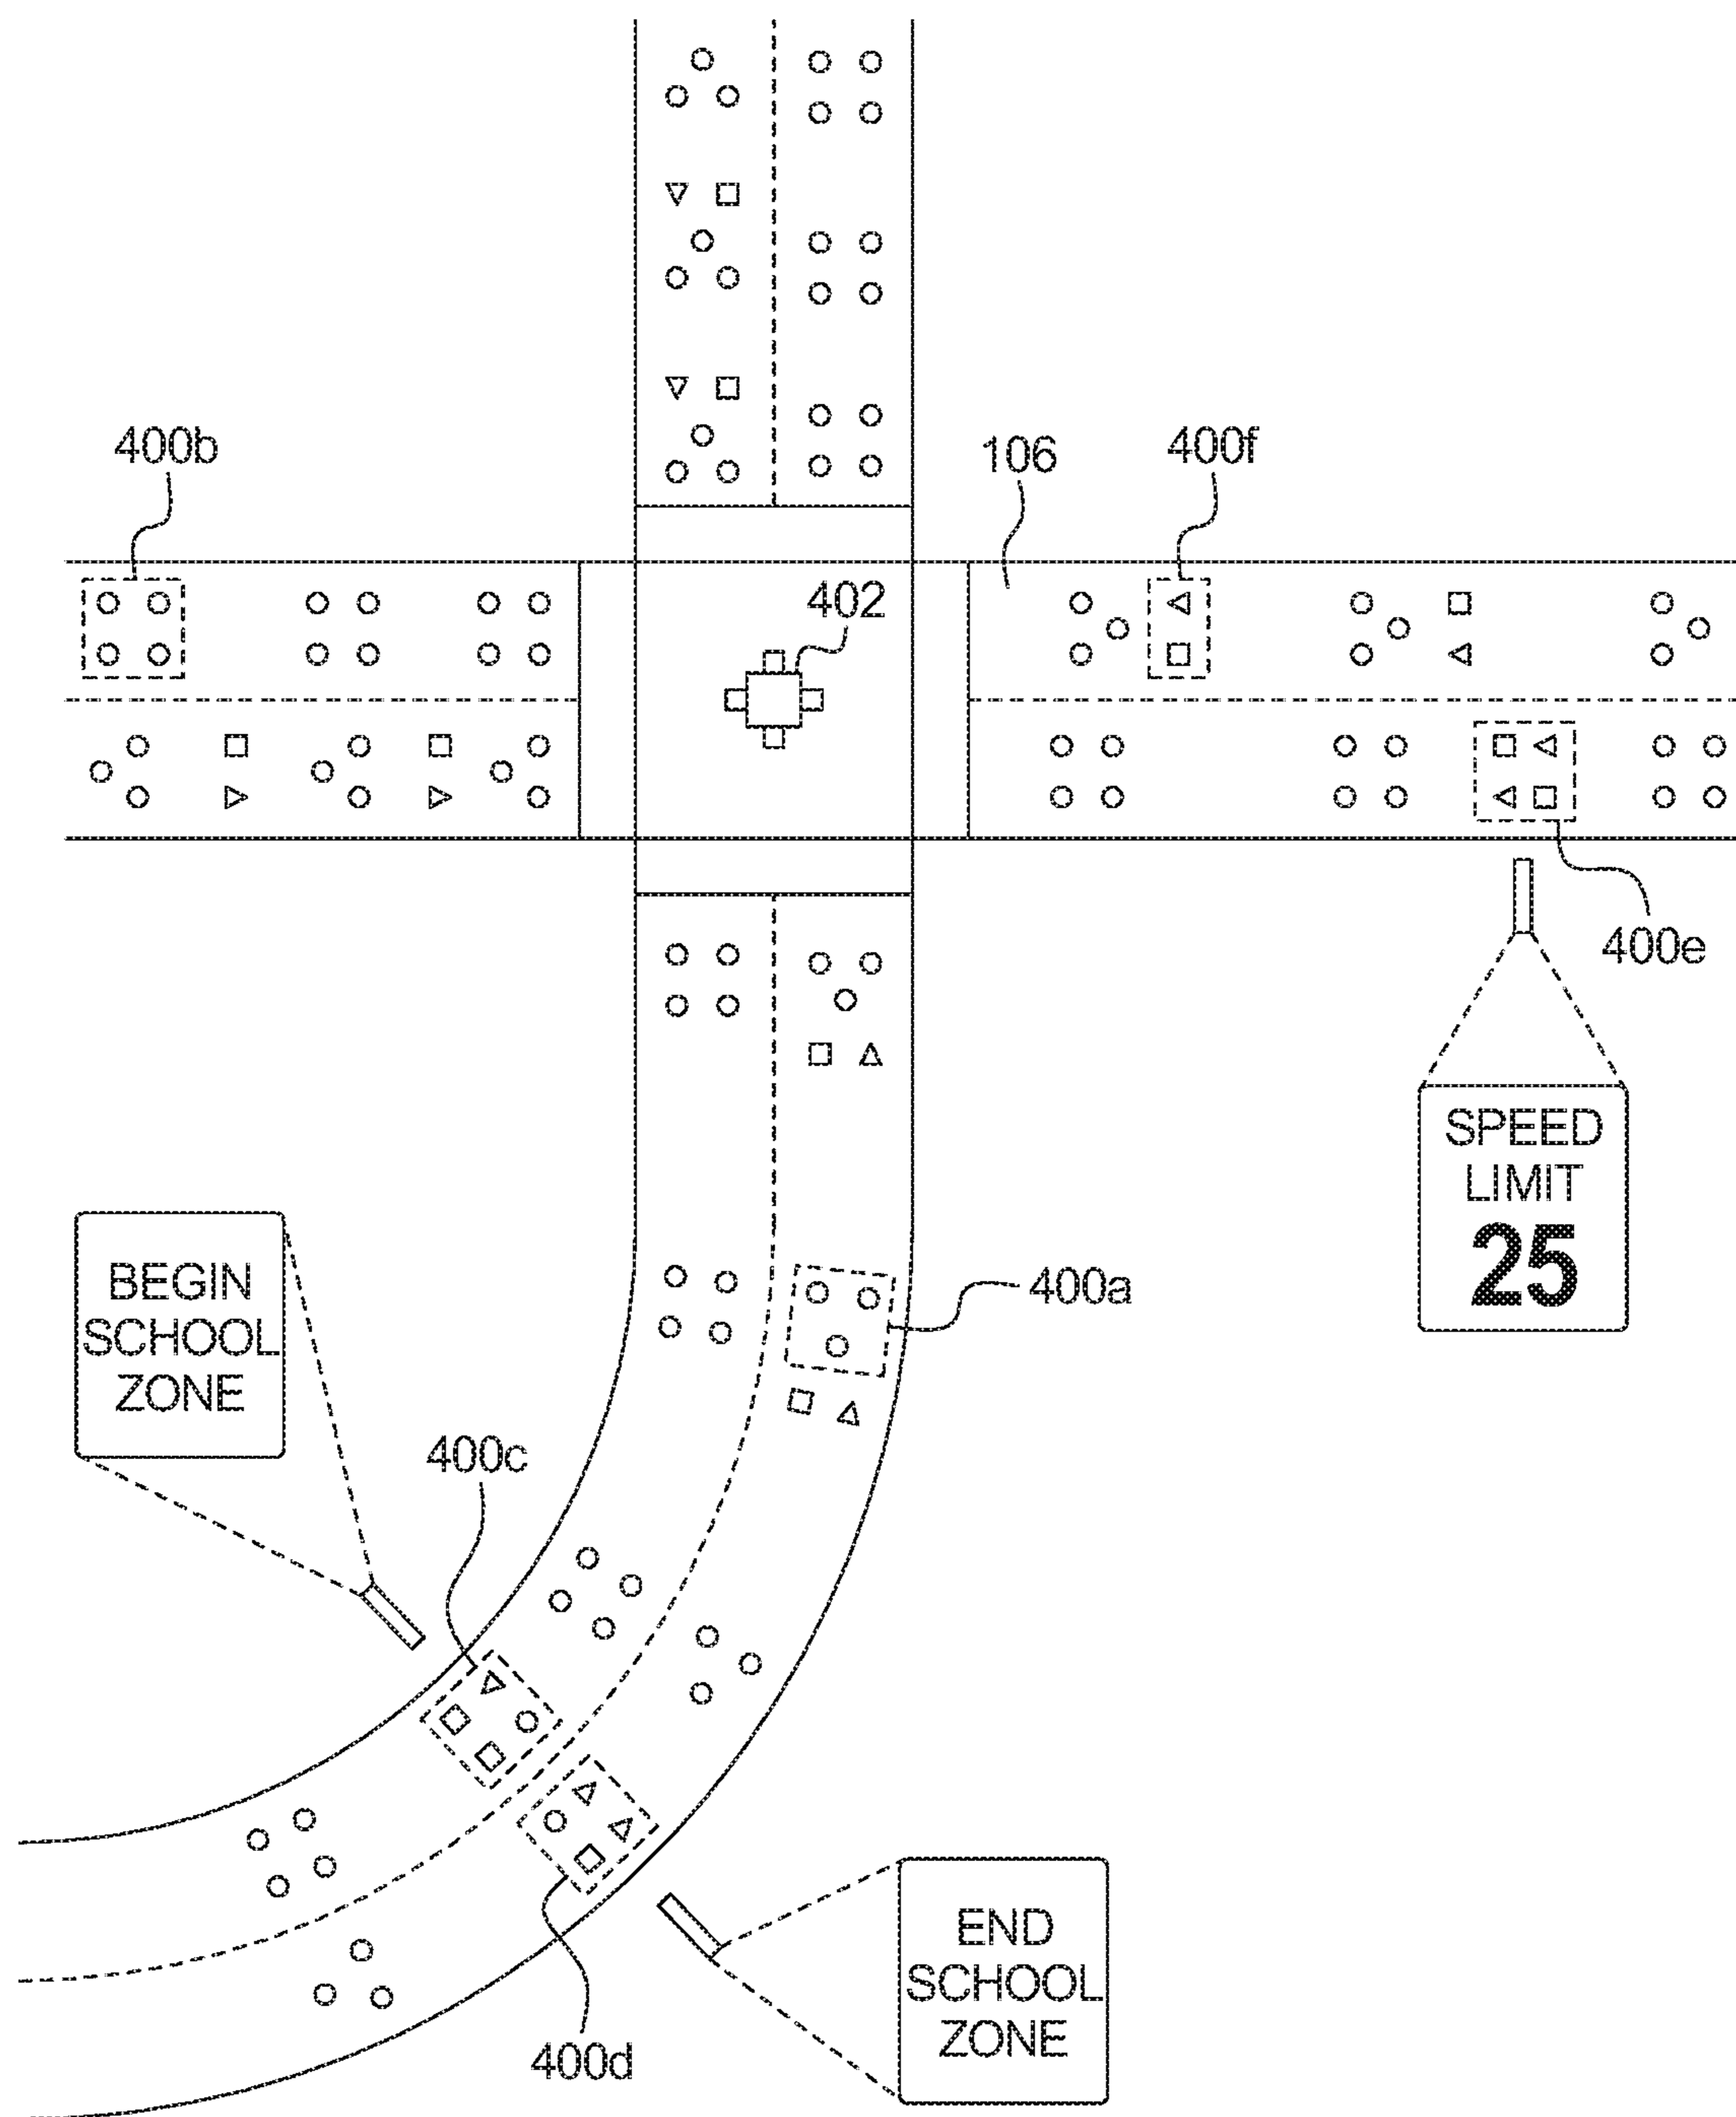 400b
106
400f
402
400e
SPEED
LIMIT
25
BEGIN
SCHOOL
ZONE
400a
400c
END
SCHOOL
ZONE
400d